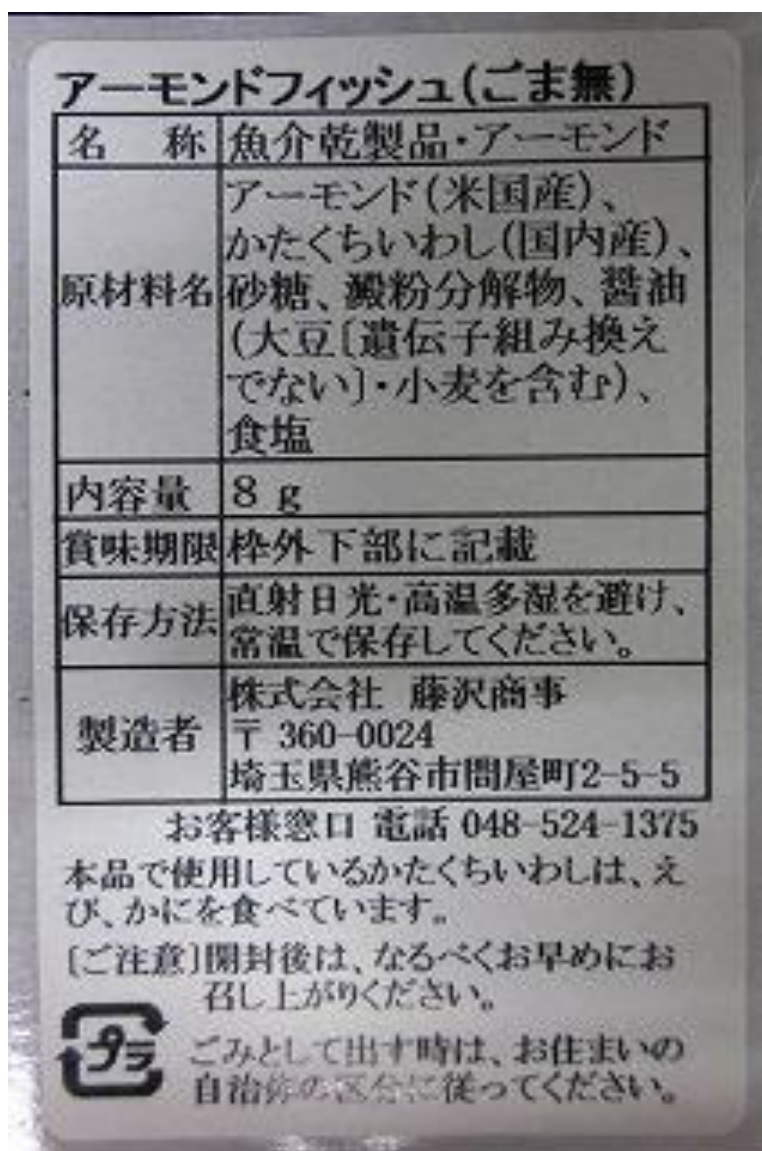 アーモンドフィッシュ(ごま無)
名　称 魚介乾製品・アーモンド
原材料名 アーモンド(米国産)、
かたくちいわし(国内産)、
砂糖、澱粉分解物、醤油
(大豆〔遺伝子組み換え
でない〕・小麦を含む)、
食塩
内容量 8 g
賞味期限 枠外下部に記載
保存方法 直射日光・高温多湿を避け、
常温で保存してください。
製造者 株式会社 藤沢商事
〒 360-0024
埼玉県熊谷市問屋町2-5-5
お客様窓口 電話 048-524-1375
本品で使用しているかたくちいわしは、え
び、かにを食べています。
〔ご注意〕開封後は、なるべくお早めにお
召し上がりください。
プラ
ごみとして出す時は、お住まいの
自治体の区分に従ってください。